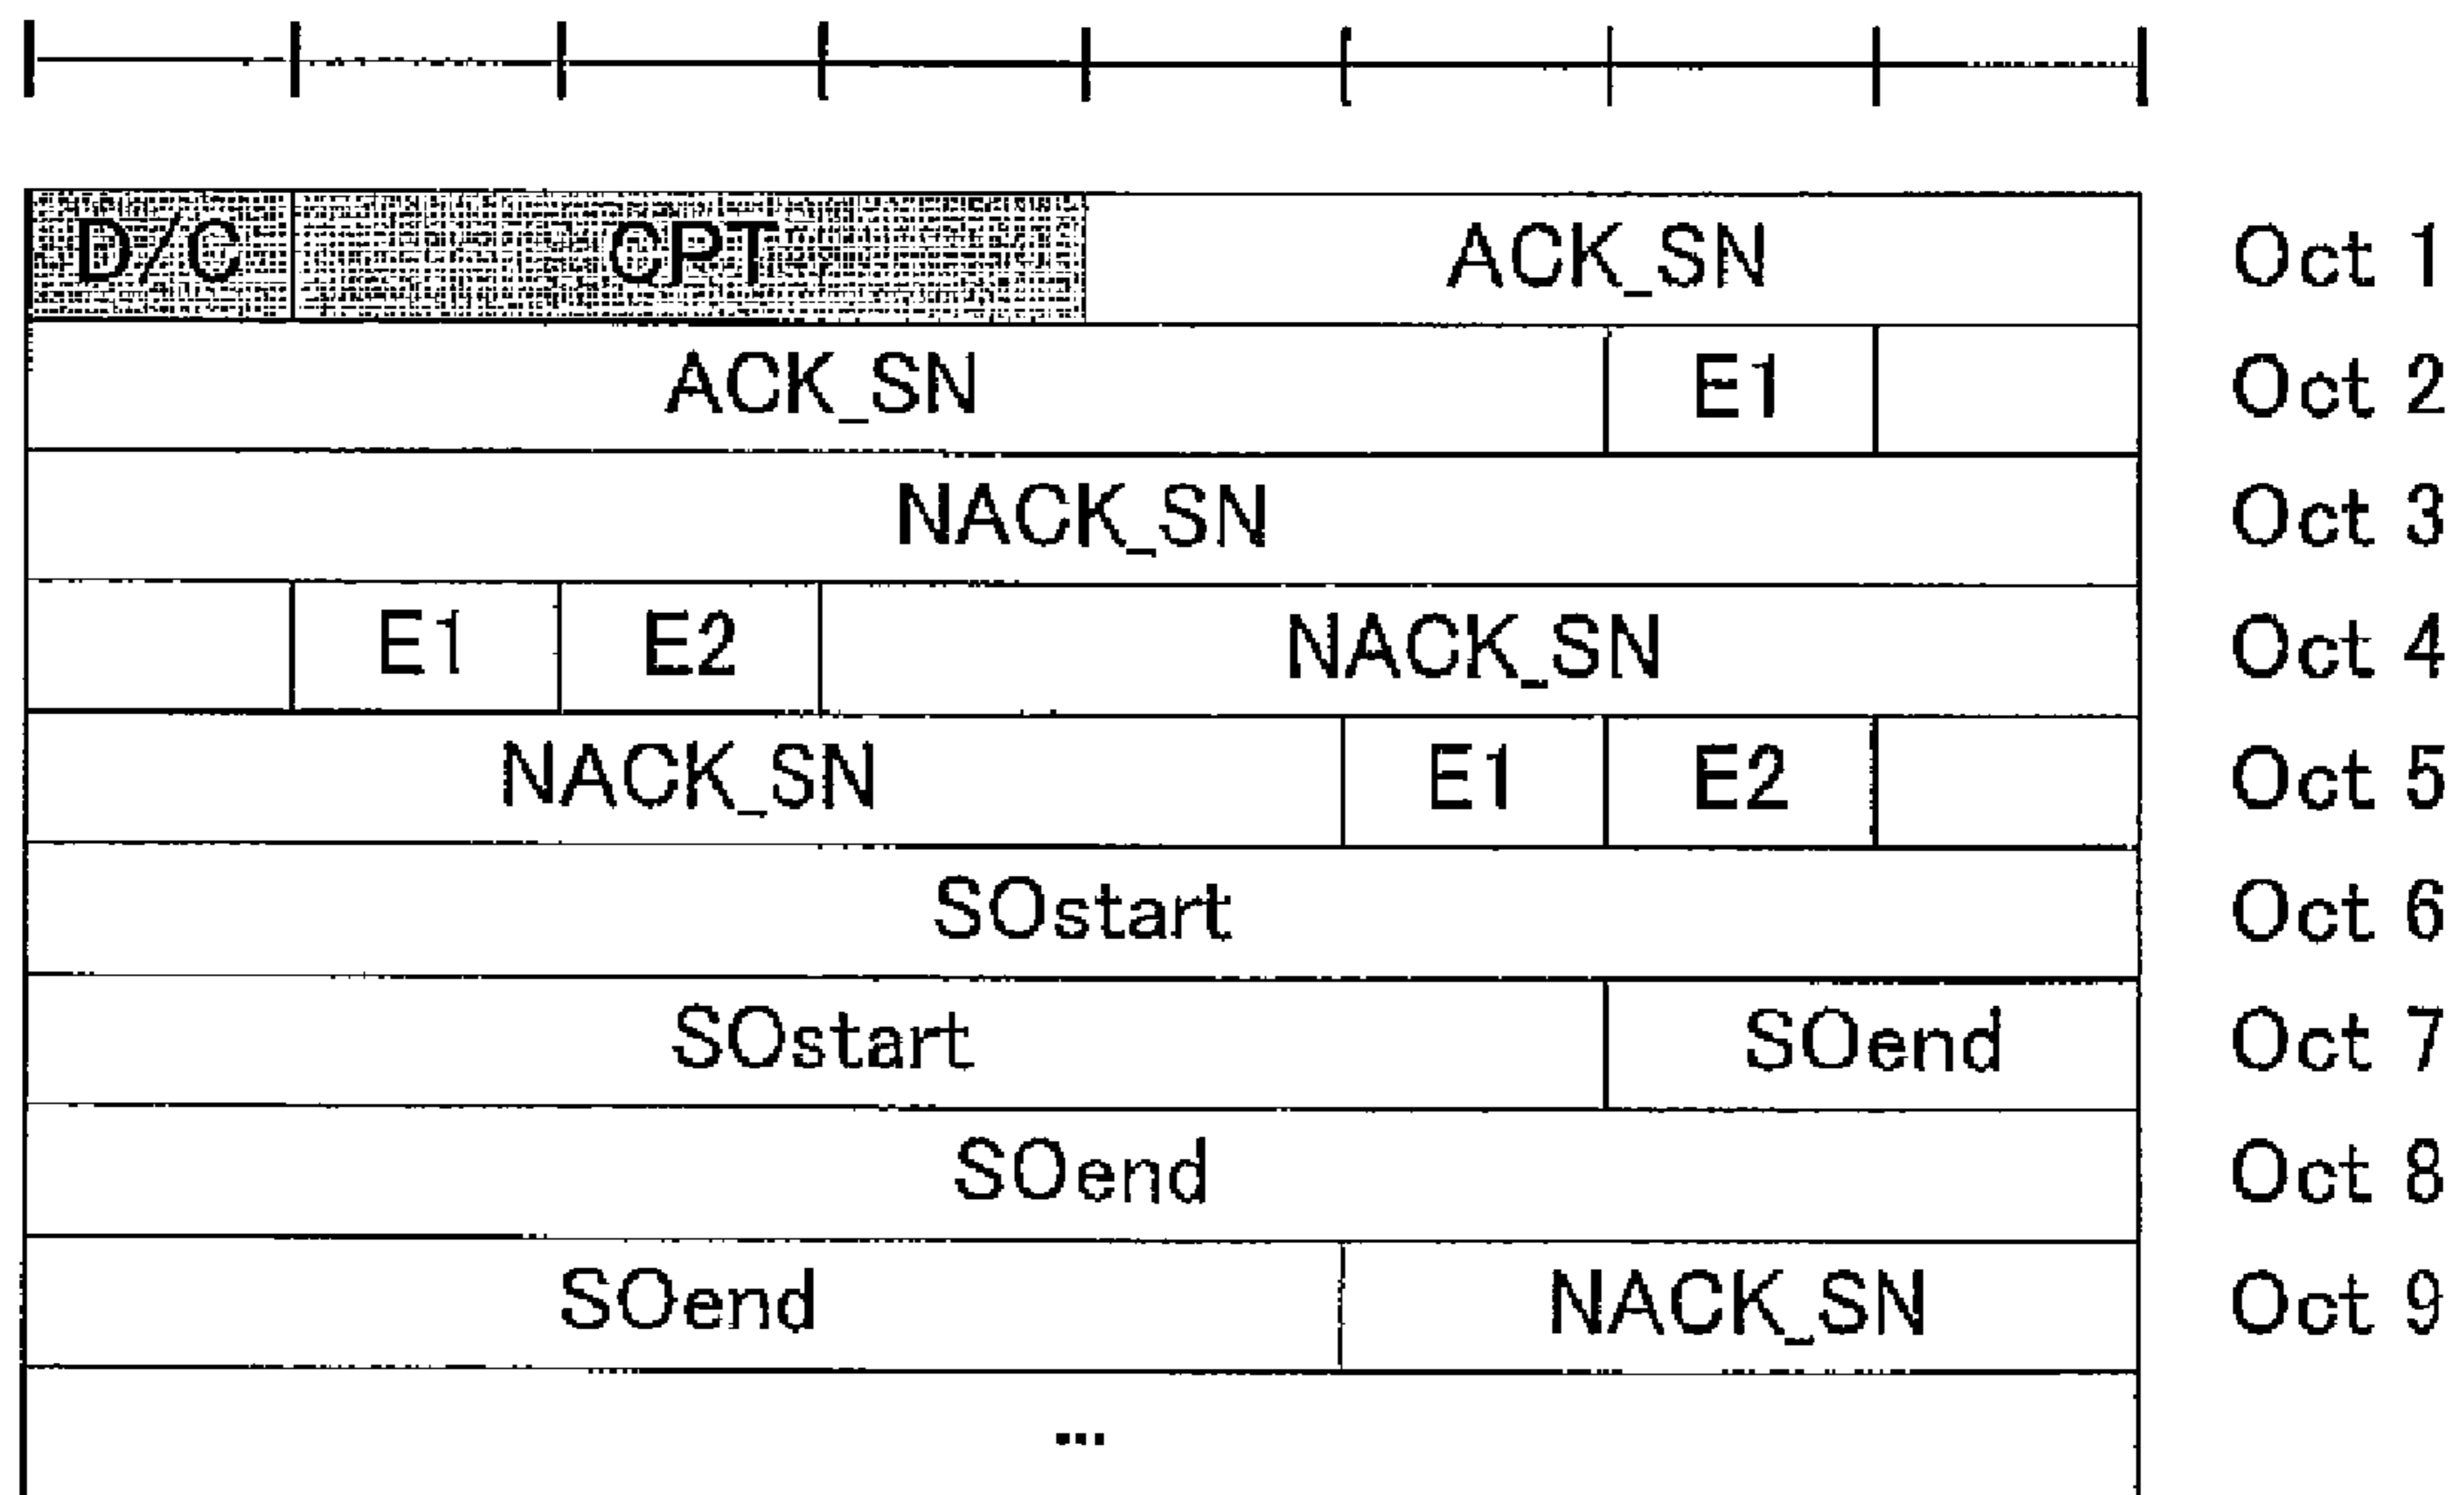 D/C CPT ACK_SN Oct 1
ACK_SN E1 Oct 2
NACK_SN Oct 3
E1 E2 NACK_SN Oct 4
NACK_SN E1 E2 Oct 5
SOstart Oct 6
SOstart SOend Oct 7
SOend Oct 8
SOend NACK_SN Oct 9
...